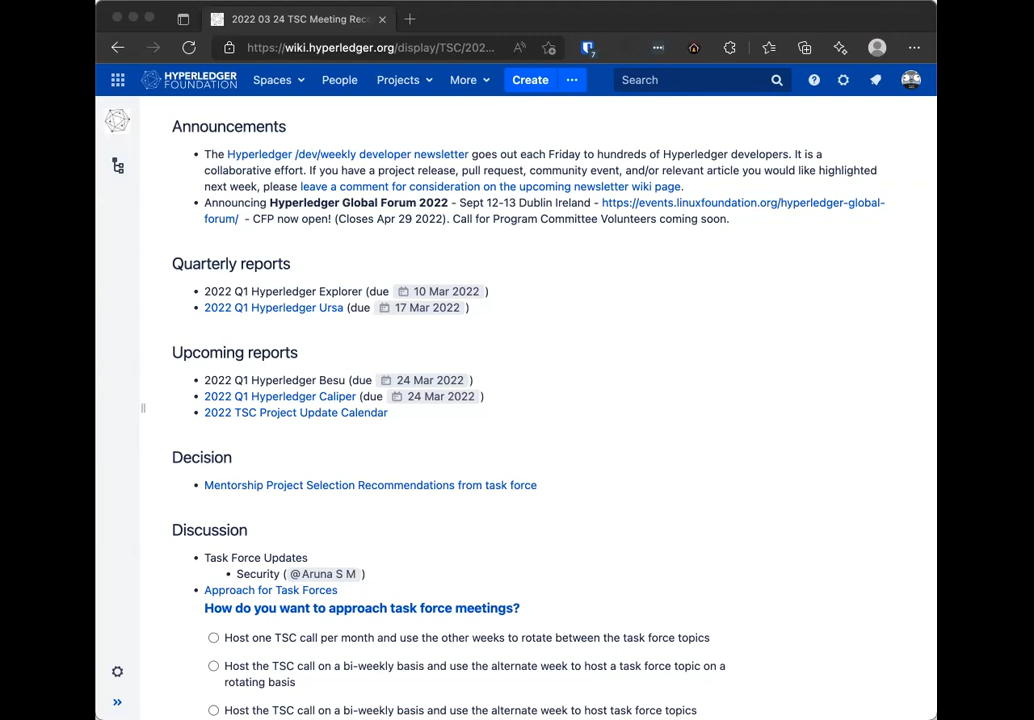 2022 03 24 TSC Meeting Rec
https://wiki.hyperledger.org/display/TSC/202...
7
HYPERLEDGER
FOUNDATION
Spaces
People
Projects
More
Create
Search
Announcements
• The Hyperledger /dev/weekly developer newsletter goes out each Friday to hundreds of Hyperledger developers. It is a
collaborative effort. If you have a project release, pull request, community event, and/or relevant article you would like highlighted
next week, please leave a comment for consideration on the upcoming newsletter wiki page.
• Announcing Hyperledger Global Forum 2022 - Sept 12-13 Dublin Ireland - https://events.linuxfoundation.org/hyperledger-global-
forum/ - CFP now open! (Closes Apr 29 2022). Call for Program Committee Volunteers coming soon.
Quarterly reports
• 2022 Q1 Hyperledger Explorer (due 10 Mar 2022 )
• 2022 Q1 Hyperledger Ursa (due 17 Mar 2022 )
Upcoming reports
• 2022 Q1 Hyperledger Besu (due 24 Mar 2022 )
• 2022 Q1 Hyperledger Caliper (due 24 Mar 2022 )
• 2022 TSC Project Update Calendar
Decision
• Mentorship Project Selection Recommendations from task force
Discussion
• Task Force Updates
• Security ( @Aruna S M )
• Approach for Task Forces
How do you want to approach task force meetings?
Host one TSC call per month and use the other weeks to rotate between the task force topics
Host the TSC call on a bi-weekly basis and use the alternate week to host a task force topic on a
rotating basis
Host the TSC call on a bi-weekly basis and use the alternate week to host task force topics